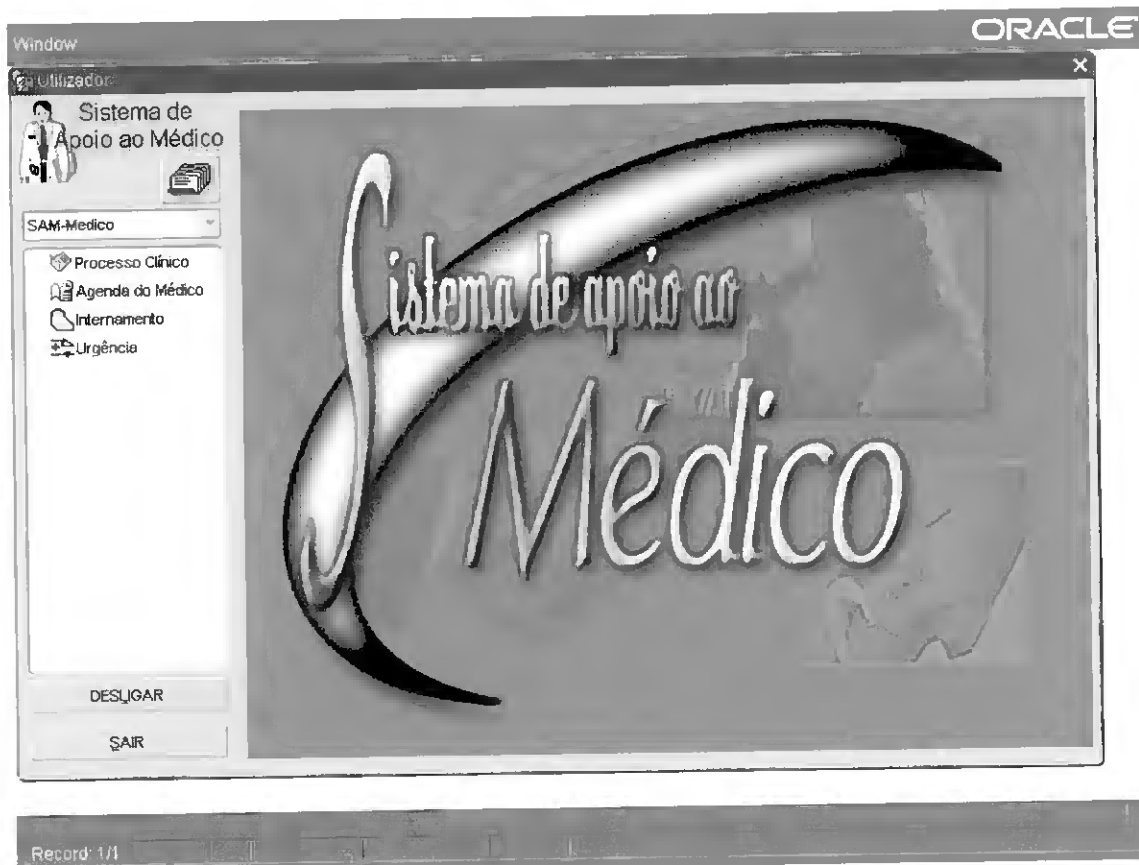 ORACLE
Window
Utilizador:
Sistema de
Apoio ao Médico
SAM-Medico
Processo Clínico
Agenda do Médico
Internamento
Urgência
DESLIGAR
SAIR
Sistema de apoio ao
Médico
Record: 1/1